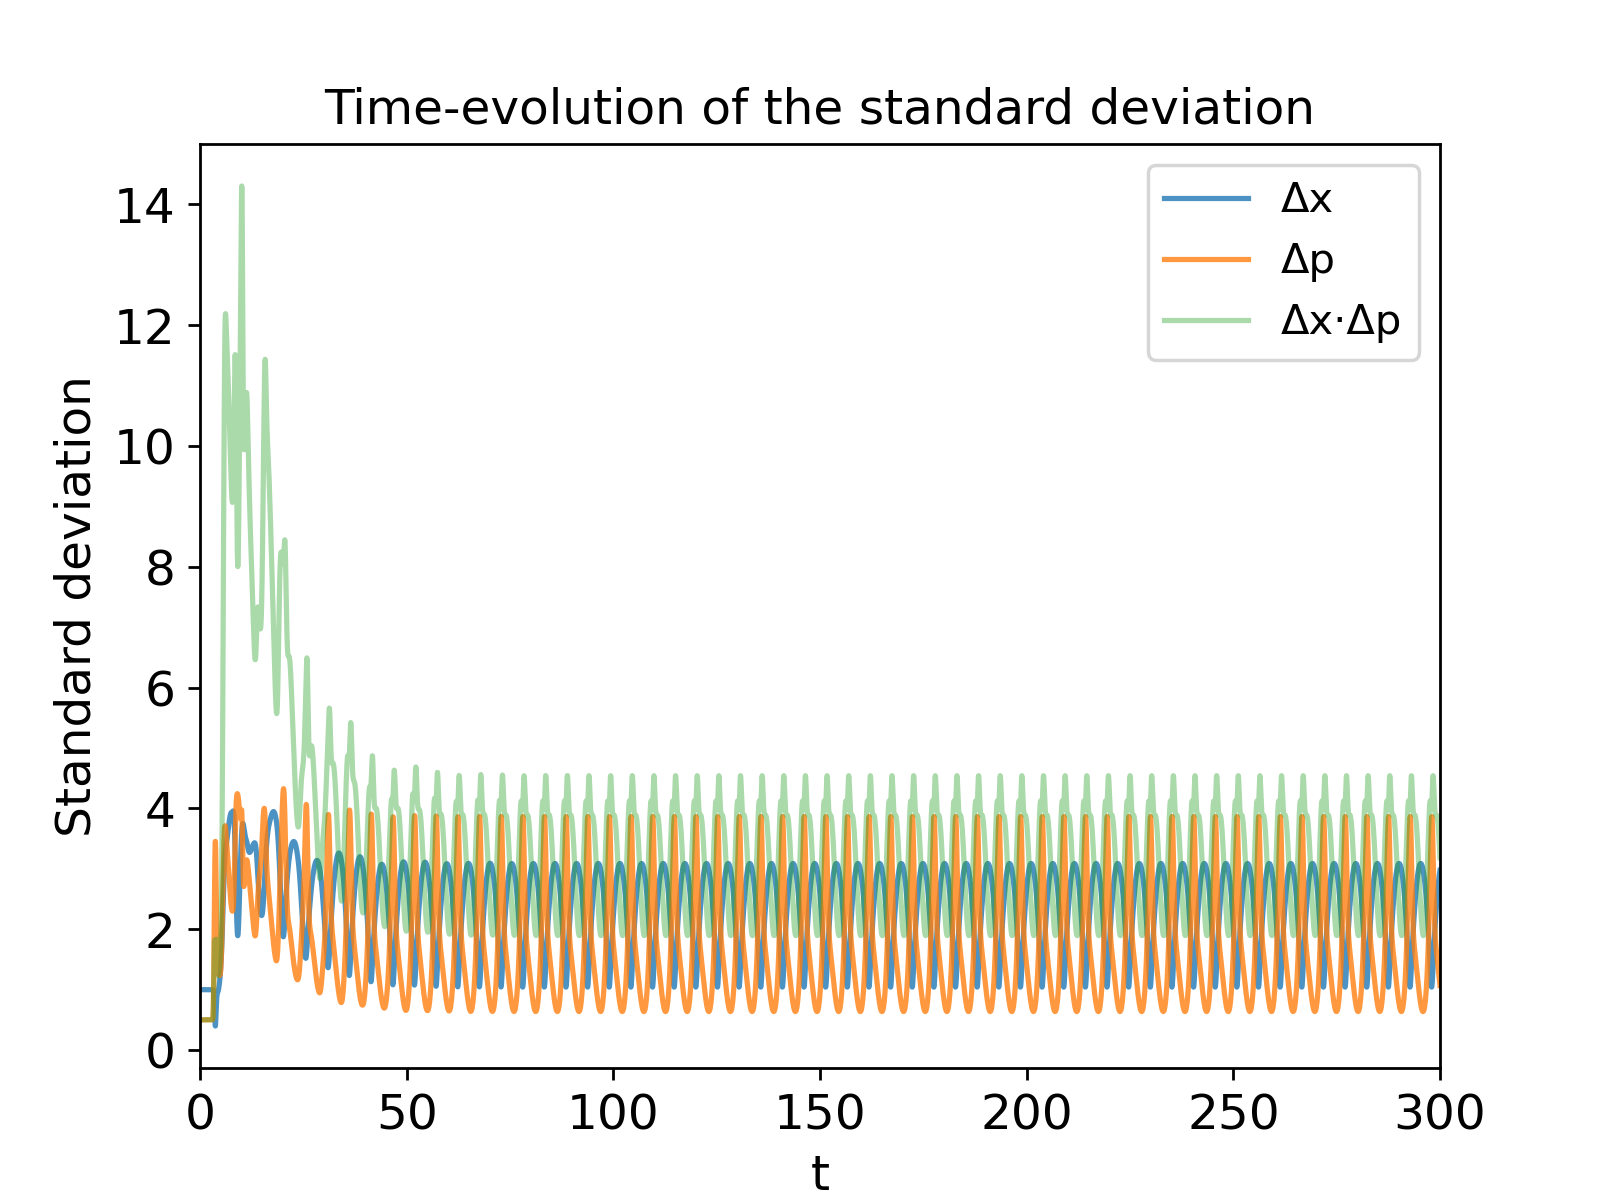 Time-evolution of the standard deviation
Standard deviation
14
12
10
8
6
4
2
0
Δx
Δp
Δx·Δp
0 50 100 150 200 250 300
t